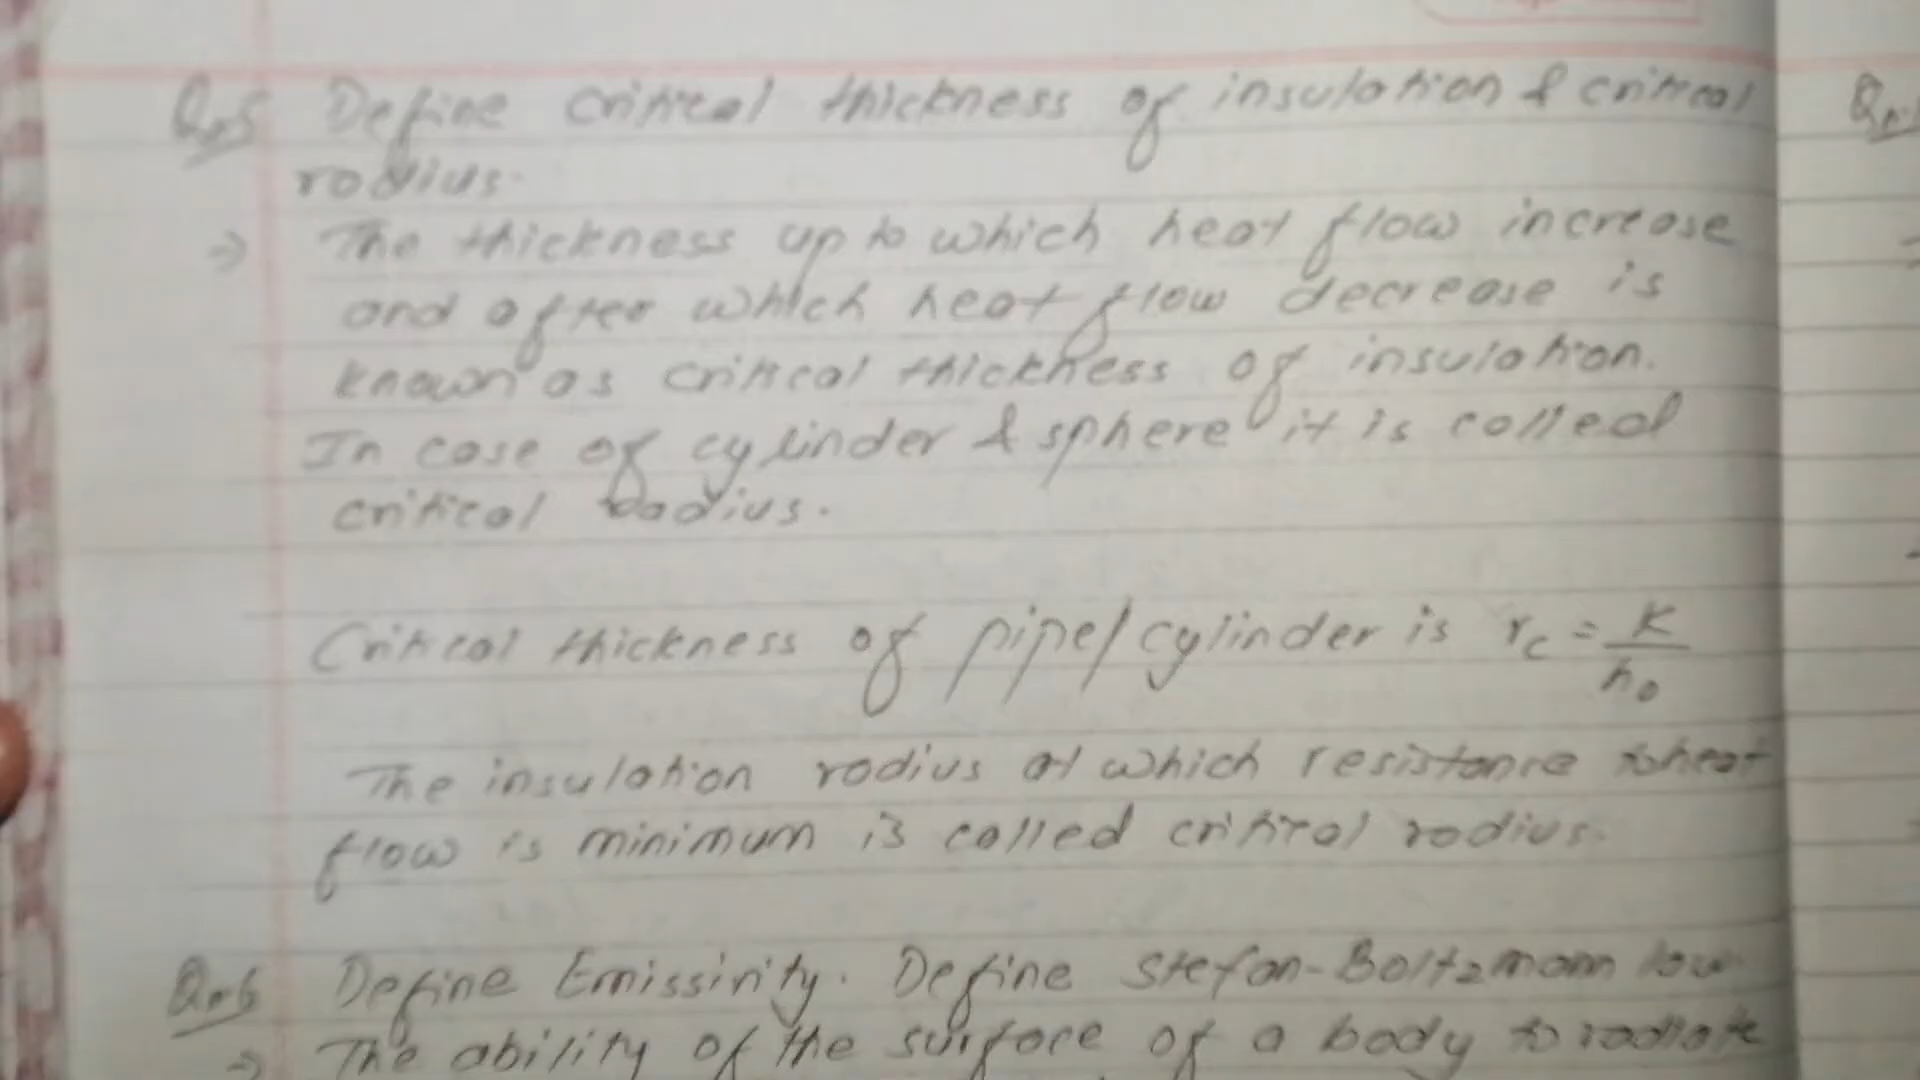 Qn5 Define critical thickness of insulation & critical
radius.
→ The thickness up to which heat flow increase
and after which heat flow decrease is
known as critical thickness of insulation.
In case of cylinder & sphere it is called
critical radius.
Critical thickness of pipe/cylinder is rc = K/h₀
The insulation radius at which resistance to heat
flow is minimum is called critical radius.
Qn6 Define Emissivity. Define Stefan-Boltzmann law
→ The ability of the surface of a body to radiate
Qn.